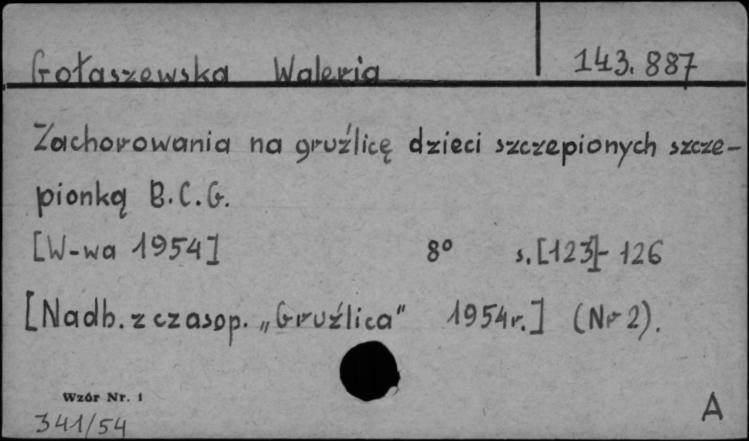 Gołaszewska Waleria 143.887
Zachorowania na gruźlicę dzieci szczepionych szcze-
pionką B.C.G.
[W-wa 1954] 8° s.[123]-126
[Nadb. z czasop. „Gruźlica" 1954r.] (Nr 2).
Wzór Nr. 1
341/54
A